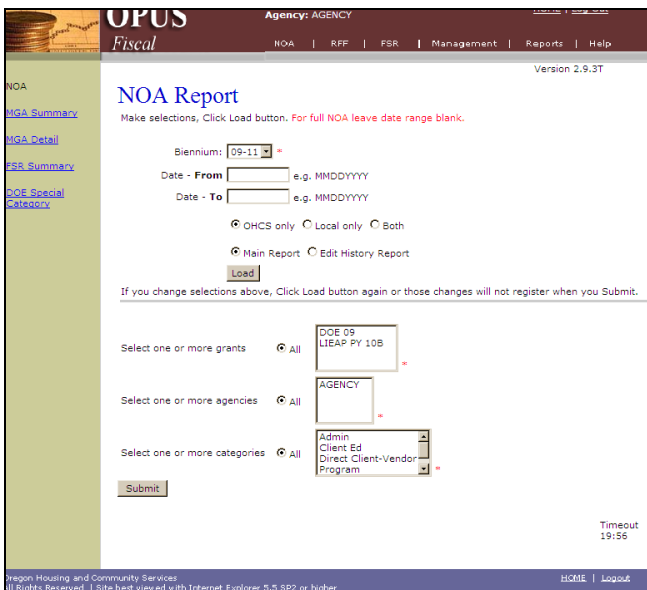 OPUS
Agency: AGENCY
HOME | Log Out
Fiscal
NOA | RFF | FSR | Management | Reports | Help
Version 2.9.3T
NOA
MGA Summary
MGA Detail
FSR Summary
DOE Special
Category
NOA Report
Make selections, Click Load button. For full NOA leave date range blank.
Biennium: 09-11 *
Date - From e.g. MMDDYYYY
Date - To e.g. MMDDYYYY
OHCS only Local only Both
Main Report Edit History Report
Load
If you change selections above, Click Load button again or those changes will not register when you Submit.
Select one or more grants All
DOE 09
LIEAP PY 10B
*
Select one or more agencies All
AGENCY
*
Select one or more categories All
Admin
Client Ed
Direct Client-Vendor
Program
*
Submit
Timeout
19:56
Oregon Housing and Community Services
HOME | Logout
All Rights Reserved. | Site best viewed with Internet Explorer 5.5 SP2 or higher